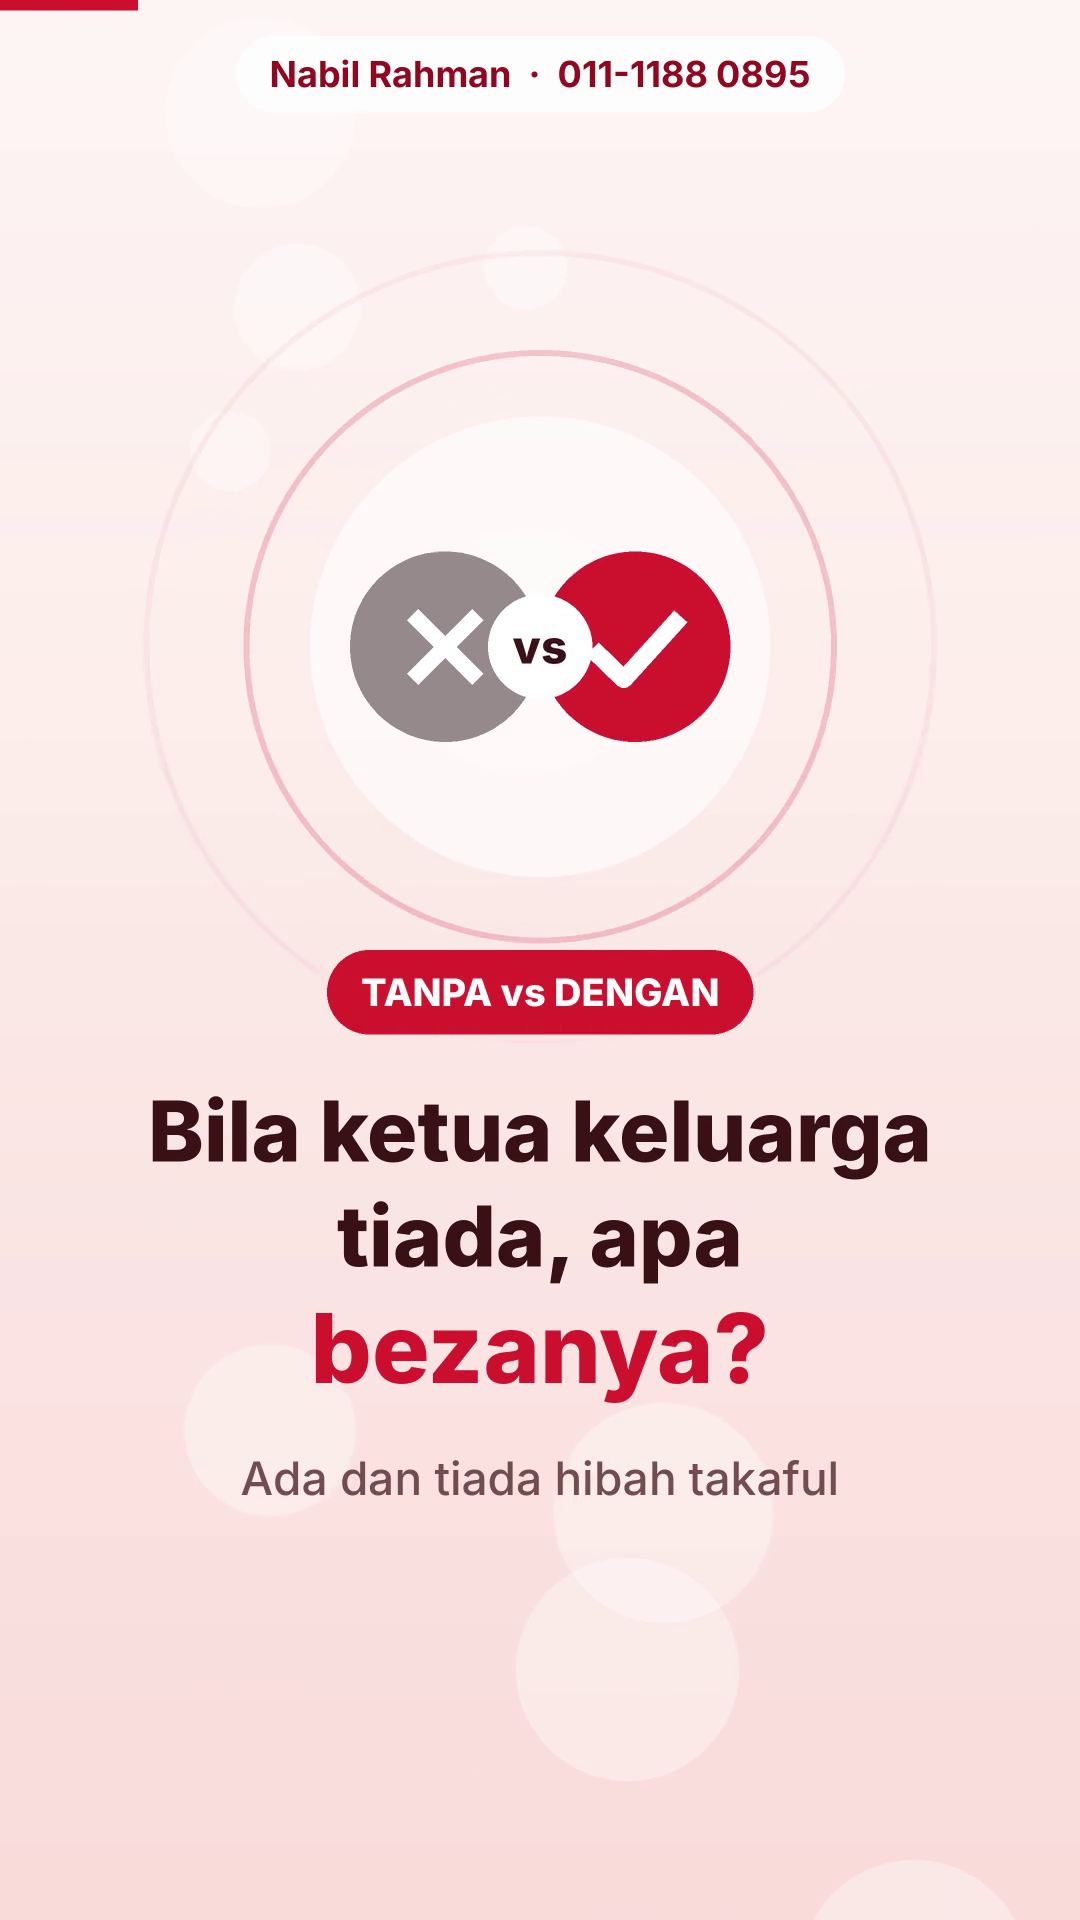 Nabil Rahman · 011-1188 0895
vs
TANPA vs DENGAN
Bila ketua keluarga
tiada, apa
bezanya?
Ada dan tiada hibah takaful